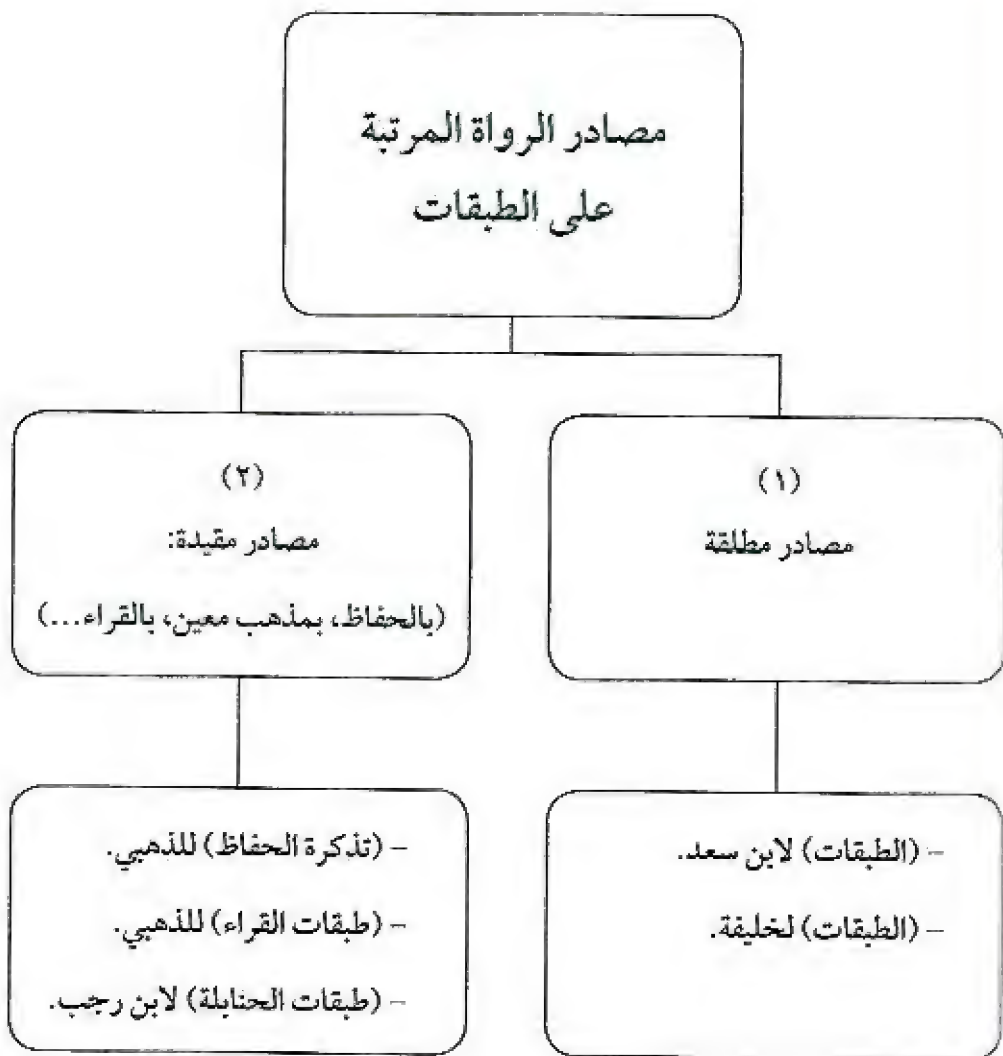 مصادر الرواة المرتبة
على الطبقات
(١)
مصادر مطلقة
– (الطبقات) لابن سعد.
– (الطبقات) لخليفة.
(٢)
مصادر مقيدة:
(بالحفاظ، بمذهب معين، بالقراء...)
– (تذكرة الحفاظ) للذهبي.
– (طبقات القراء) للذهبي.
– (طبقات الحنابلة) لابن رجب.